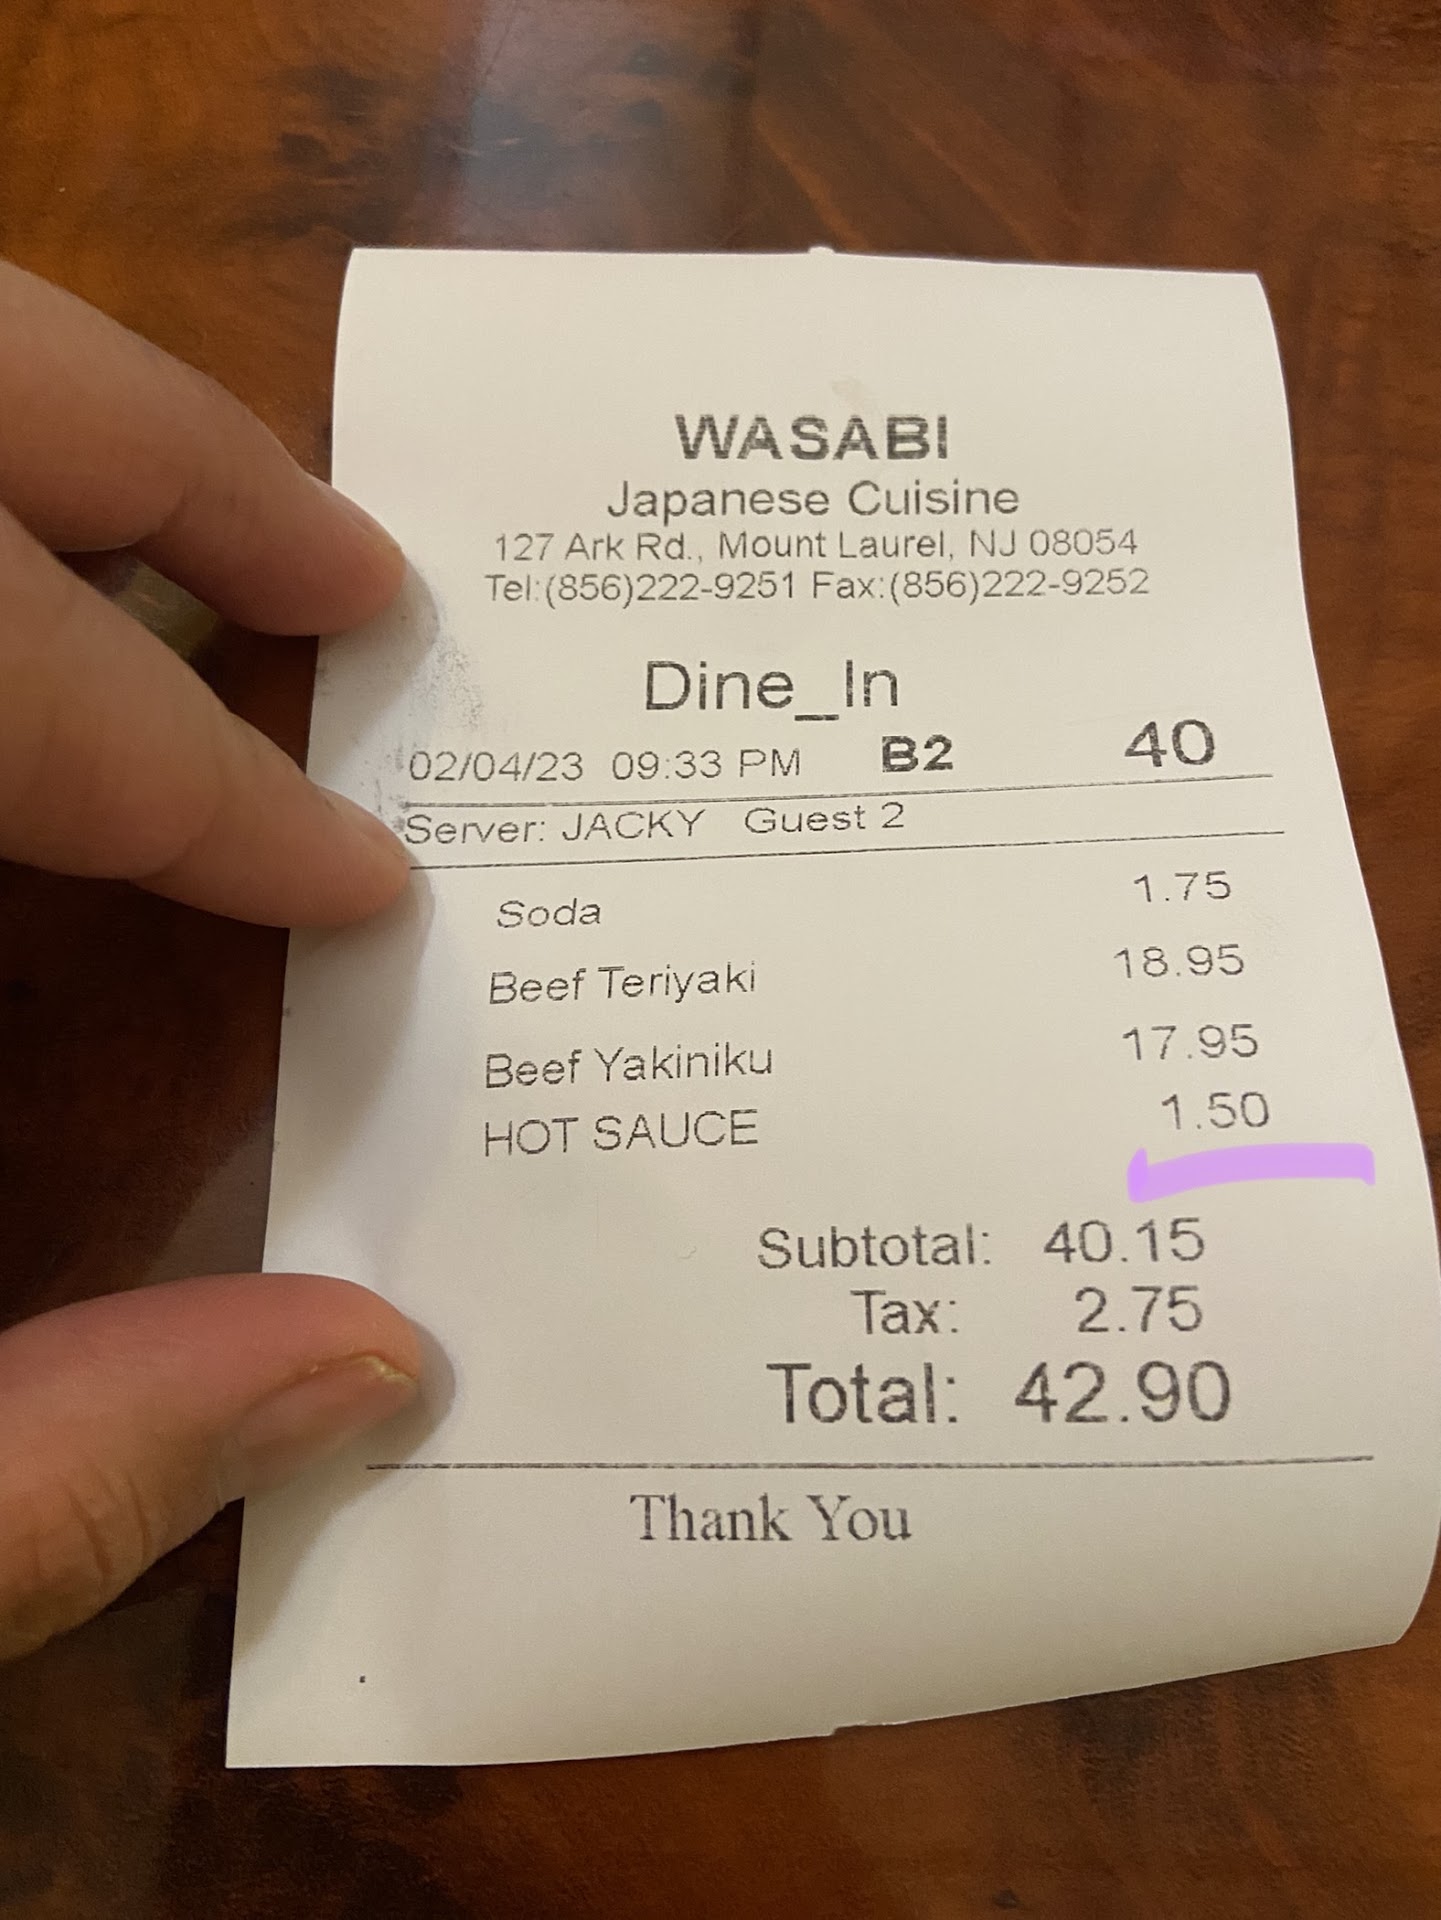 WASABI
Japanese Cuisine
127 Ark Rd., Mount Laurel, NJ 08054
Tel:(856)222-9251 Fax:(856)222-9252
Dine_In
02/04/23 09:33 PM B2 40
Server: JACKY Guest 2
Soda 1.75
Beef Teriyaki 18.95
Beef Yakiniku 17.95
HOT SAUCE 1.50
Subtotal: 40.15
Tax: 2.75
Total: 42.90
Thank You